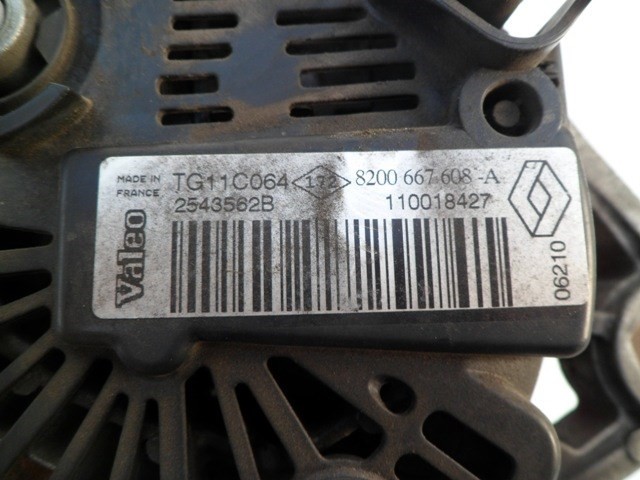 MADE IN
FRANCE
TG11C064 172 8200 667 608 -A
2543562B 110018427
Valeo
06210